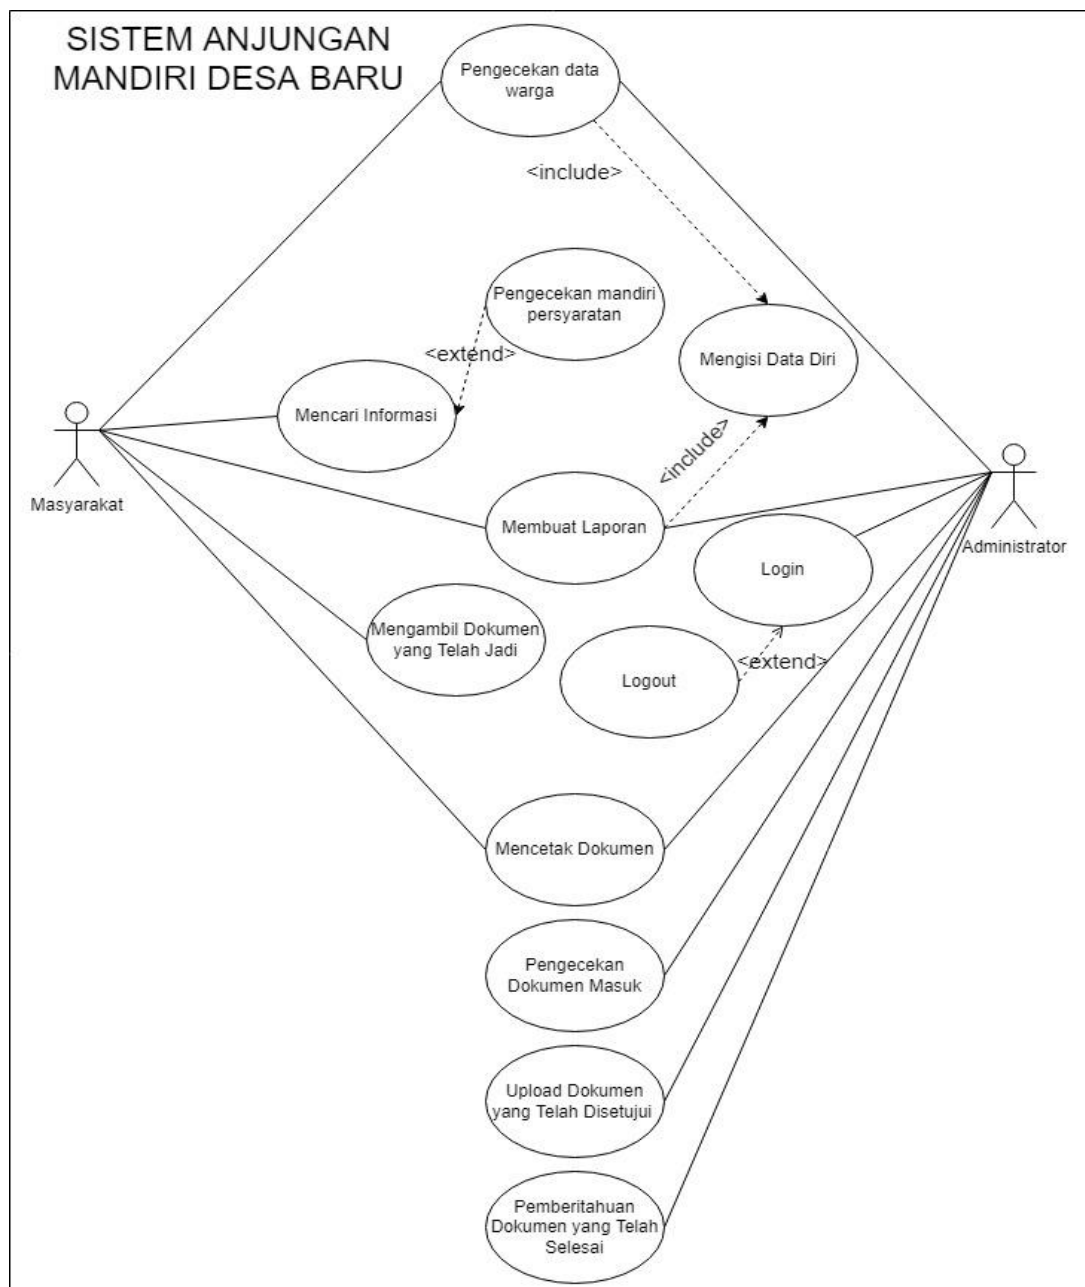 SISTEM ANJUNGAN
MANDIRI DESA BARU
Pengecekan data
warga
<include>
Pengecekan mandiri
persyaratan
<extend>
Mengisi Data Diri
Mencari Informasi
<include>
Masyarakat
Membuat Laporan
Administrator
Login
Mengambil Dokumen
yang Telah Jadi
<extend>
Logout
Mencetak Dokumen
Pengecekan
Dokumen Masuk
Upload Dokumen
yang Telah Disetujui
Pemberitahuan
Dokumen yang Telah
Selesai